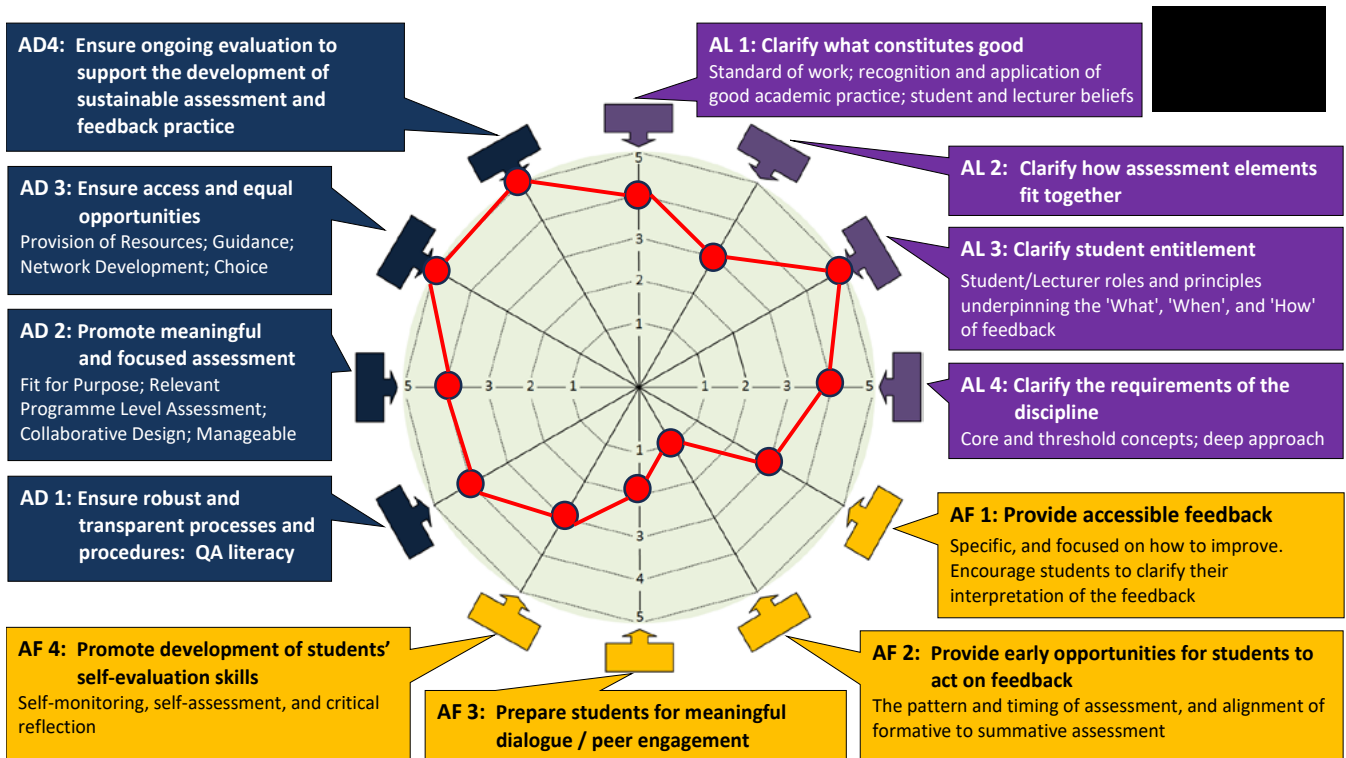 AD4: Ensure ongoing evaluation to
support the development of
sustainable assessment and
feedback practice
AL 1: Clarify what constitutes good
Standard of work; recognition and application of
good academic practice; student and lecturer beliefs
AL 2: Clarify how assessment elements
fit together
AD 3: Ensure access and equal
opportunities
Provision of Resources; Guidance;
Network Development; Choice
AL 3: Clarify student entitlement
Student/Lecturer roles and principles
underpinning the 'What', 'When', and 'How'
of feedback
AD 2: Promote meaningful
and focused assessment
Fit for Purpose; Relevant
Programme Level Assessment;
Collaborative Design; Manageable
AL 4: Clarify the requirements of the
discipline
Core and threshold concepts; deep approach
5
3
2
1
5 3 2 1 1 2 3 5
1
3
4
5
AD 1: Ensure robust and
transparent processes and
procedures: QA literacy
AF 1: Provide accessible feedback
Specific, and focused on how to improve.
Encourage students to clarify their
interpretation of the feedback
AF 4: Promote development of students’
self-evaluation skills
Self-monitoring, self-assessment, and critical
reflection
AF 3: Prepare students for meaningful
dialogue / peer engagement
AF 2: Provide early opportunities for students to
act on feedback
The pattern and timing of assessment, and alignment of
formative to summative assessment